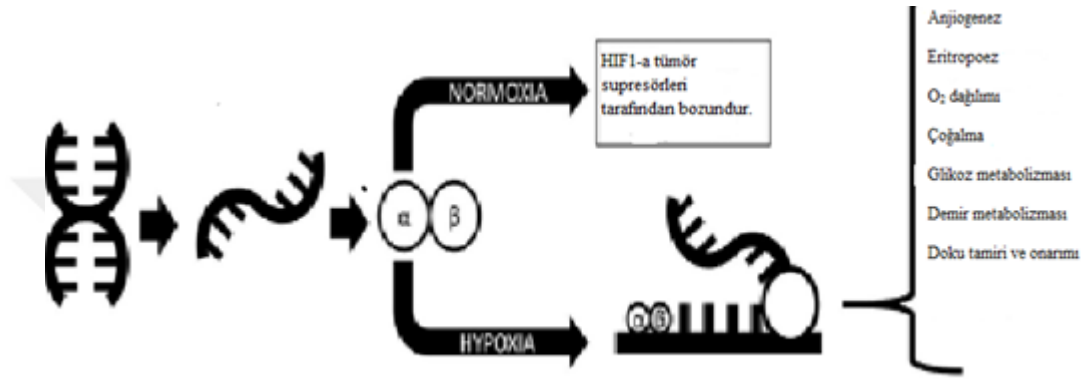 NORMOXIA
HIF1-a tümör
supresörleri
tarafından bozundur.
α β
α β
HYPOXIA
Anjiogenez
Eritropoez
O₂ dağılımı
Çoğalma
Glikoz metabolizması
Demir metabolizması
Doku tamiri ve onarımı